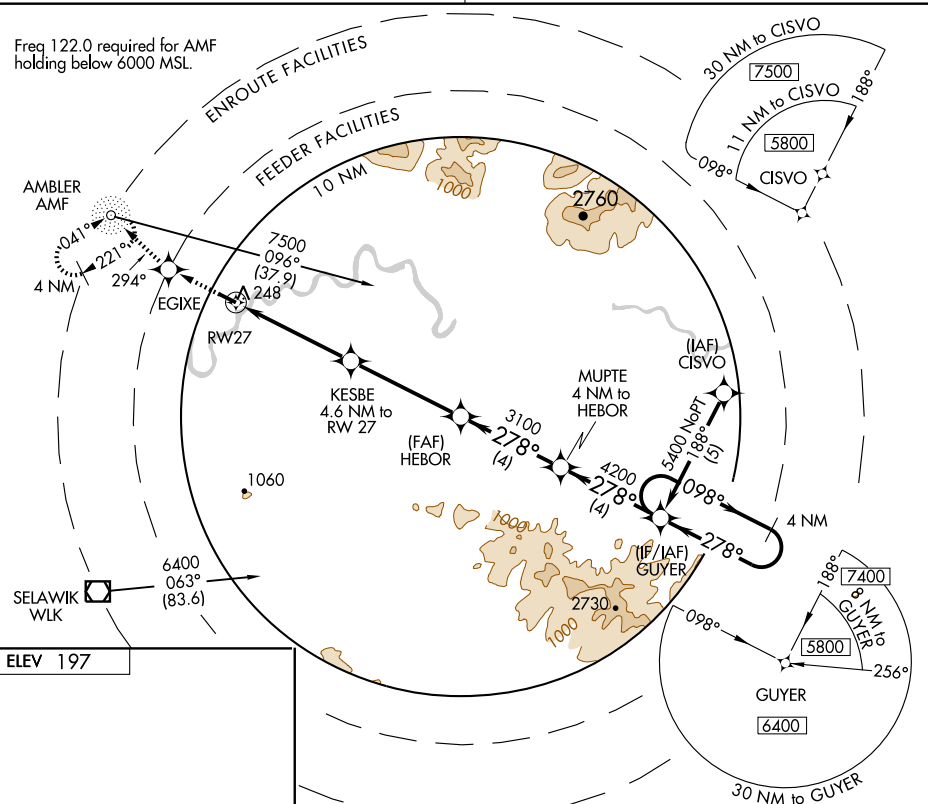 Freq 122.0 required for AMF
holding below 6000 MSL.
ENROUTE FACILITIES
FEEDER FACILITIES
10 NM
30 NM to CISVO
7500
11 NM to CISVO
5800
188°
098°
CISVO
AMBLER
AMF
041°
221°
4 NM
294°
EGIXE
7500
096°
(37.9)
248
RW27
1000
2760
KESBE
4.6 NM to
RW 27
(FAF)
HEBOR
3100
278°
(4)
MUPTE
4 NM to
HEBOR
4200
278°
(4)
(IAF)
CISVO
5400 NoPT
188°
(5)
098°
278°
4 NM
(IF/IAF)
GUYER
1060
1000
2730
1000
SELAWIK
WLK
6400
063°
(83.6)
098°
188°
7400
8 NM to
GUYER
5800
256°
GUYER
6400
30 NM to GUYER
ELEV 197